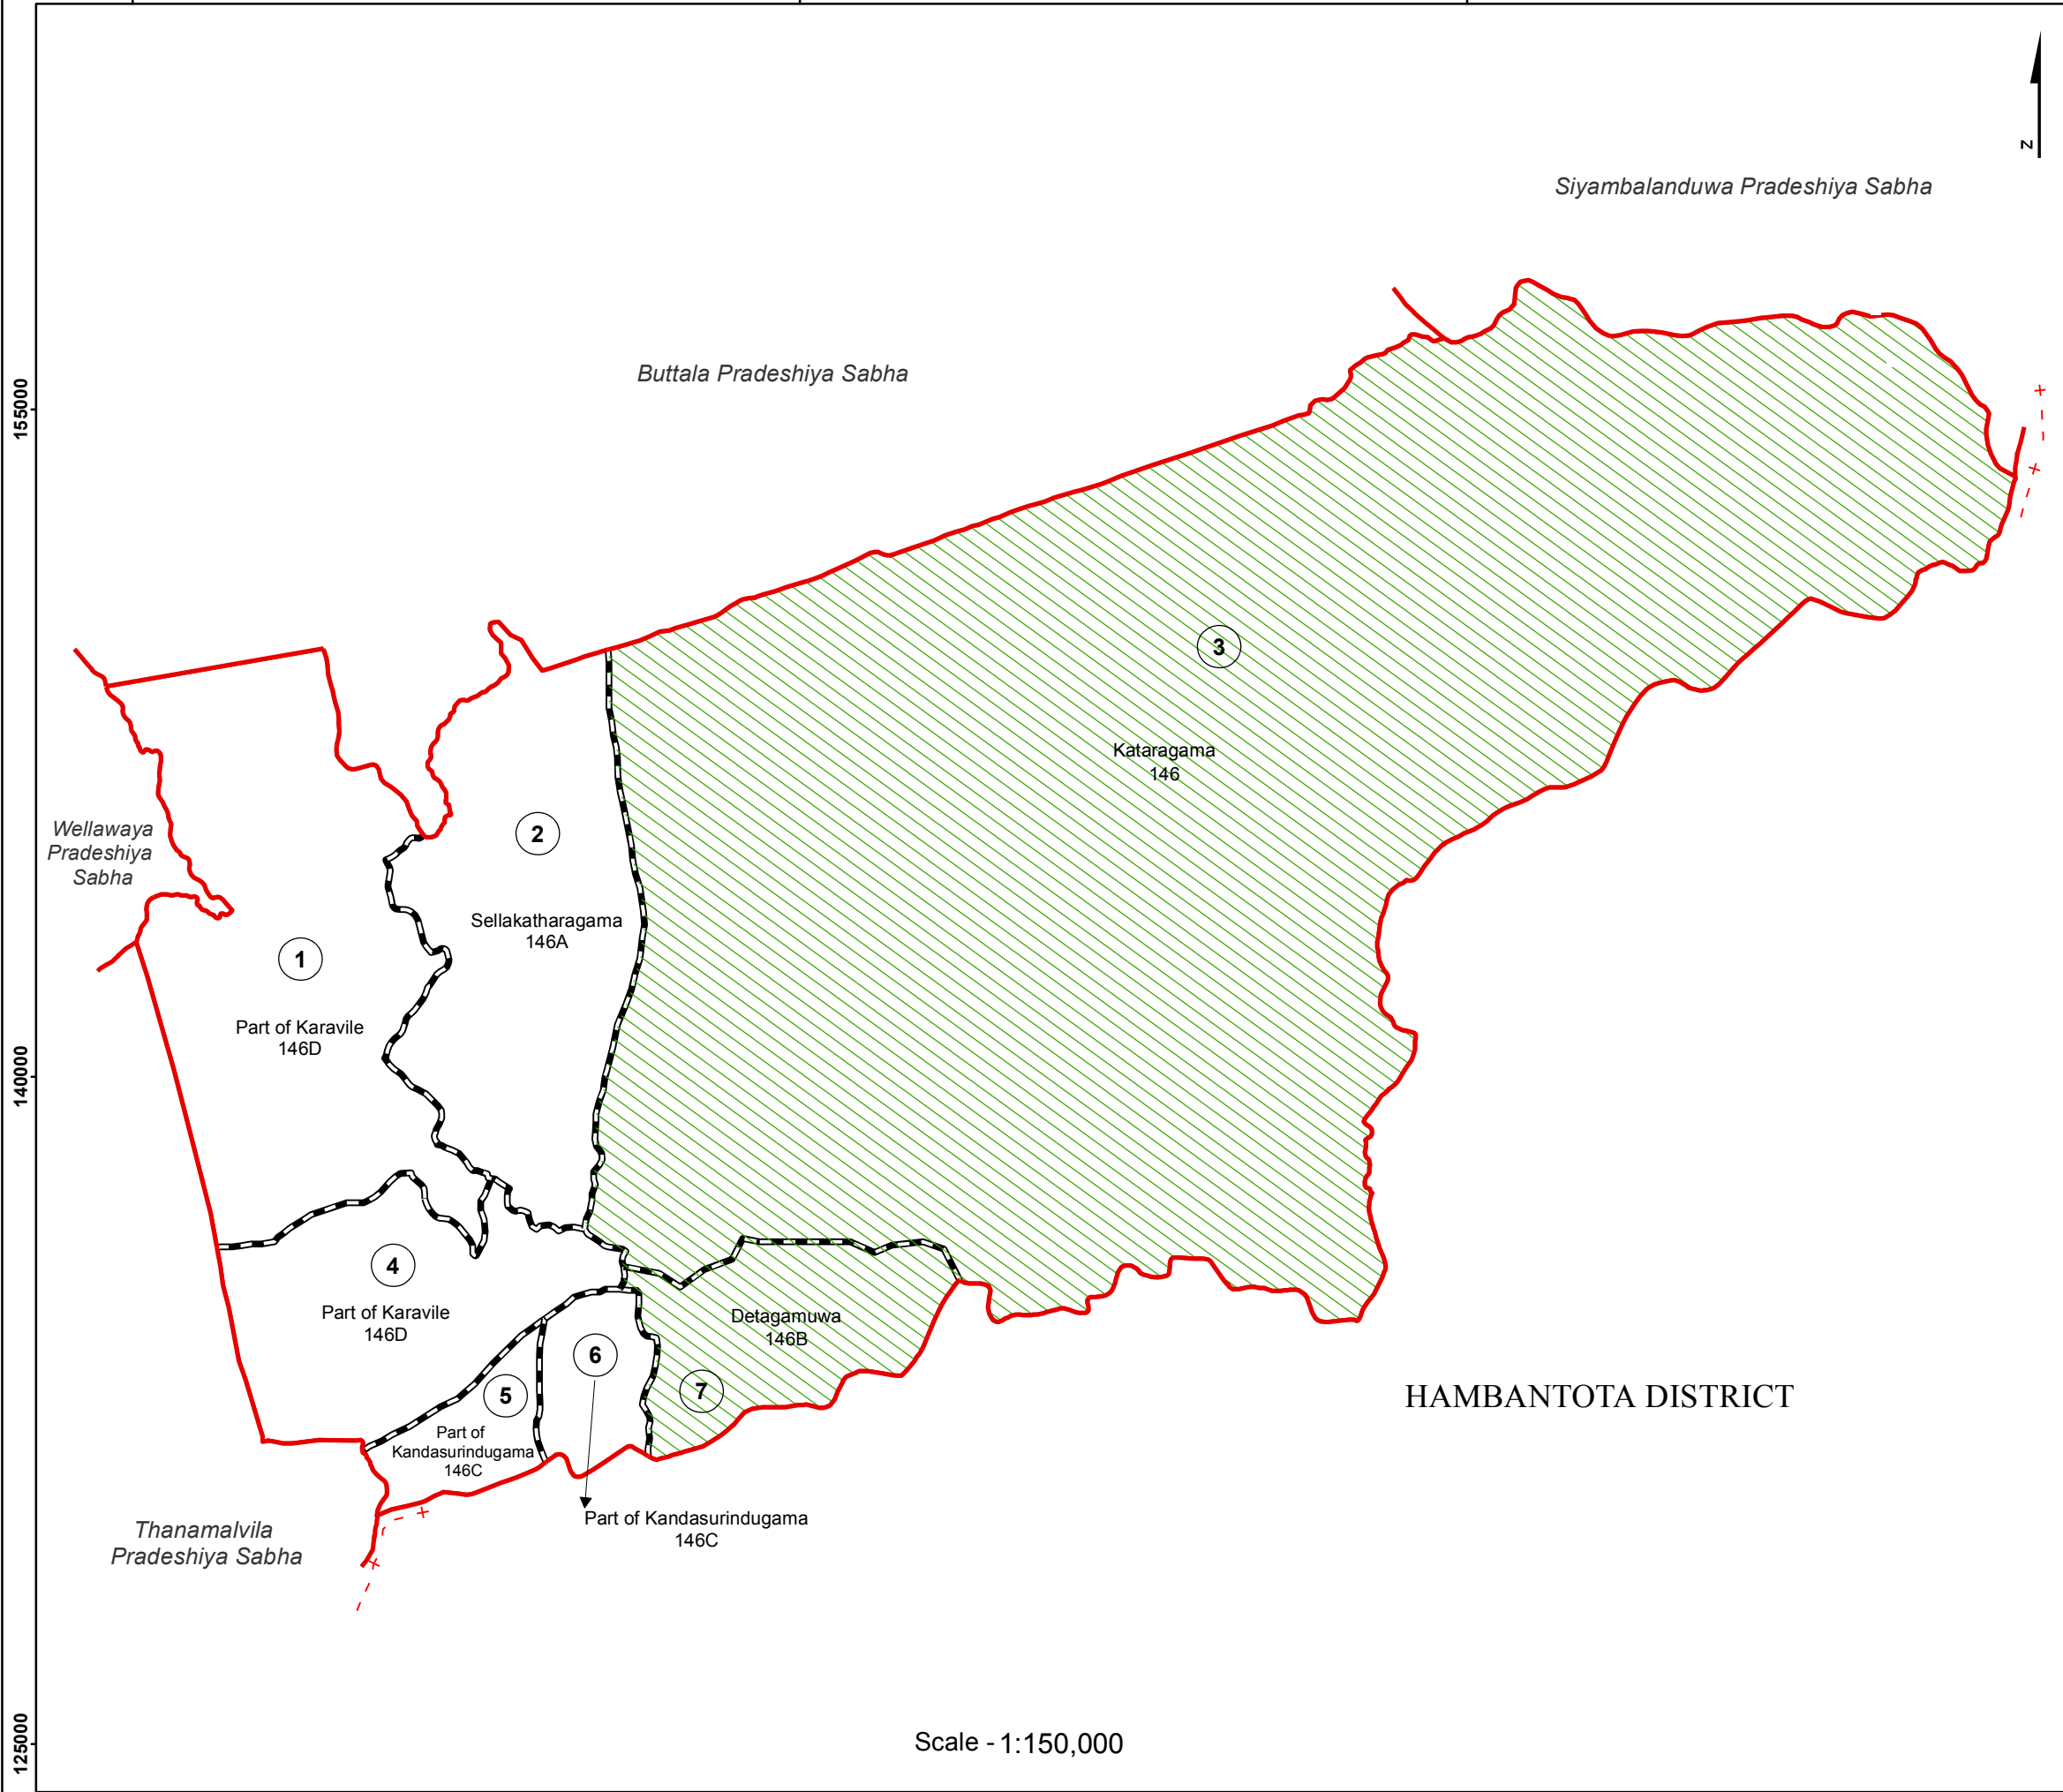 N
Siyambalanduwa Pradeshiya Sabha
Buttala Pradeshiya Sabha
150000
3
Kataragama
146
Wellawaya
Pradeshiya
Sabha
2
Sellakatharagama
146A
1
Part of Karavile
146D
140000
4
Part of Karavile
146D
Detagamuwa
146B
6
7
5
HAMBANTOTA DISTRICT
Part of
Kandasurindugama
146C
Part of Kandasurindugama
146C
Thanamalvila
Pradeshiya Sabha
125000
Scale - 1:150,000